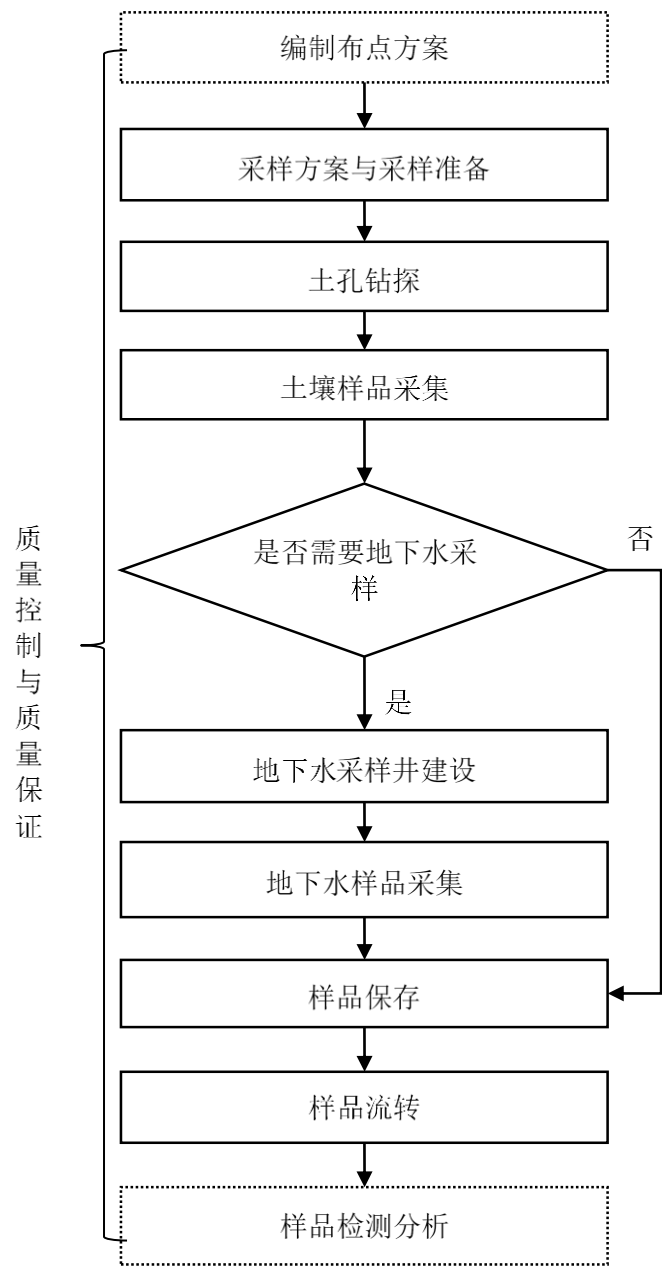 编制布点方案
采样方案与采样准备
土孔钻探
土壤样品采集
是否需要地下水采
样
否
是
地下水采样井建设
地下水样品采集
样品保存
样品流转
样品检测分析
质量控制与质量保证